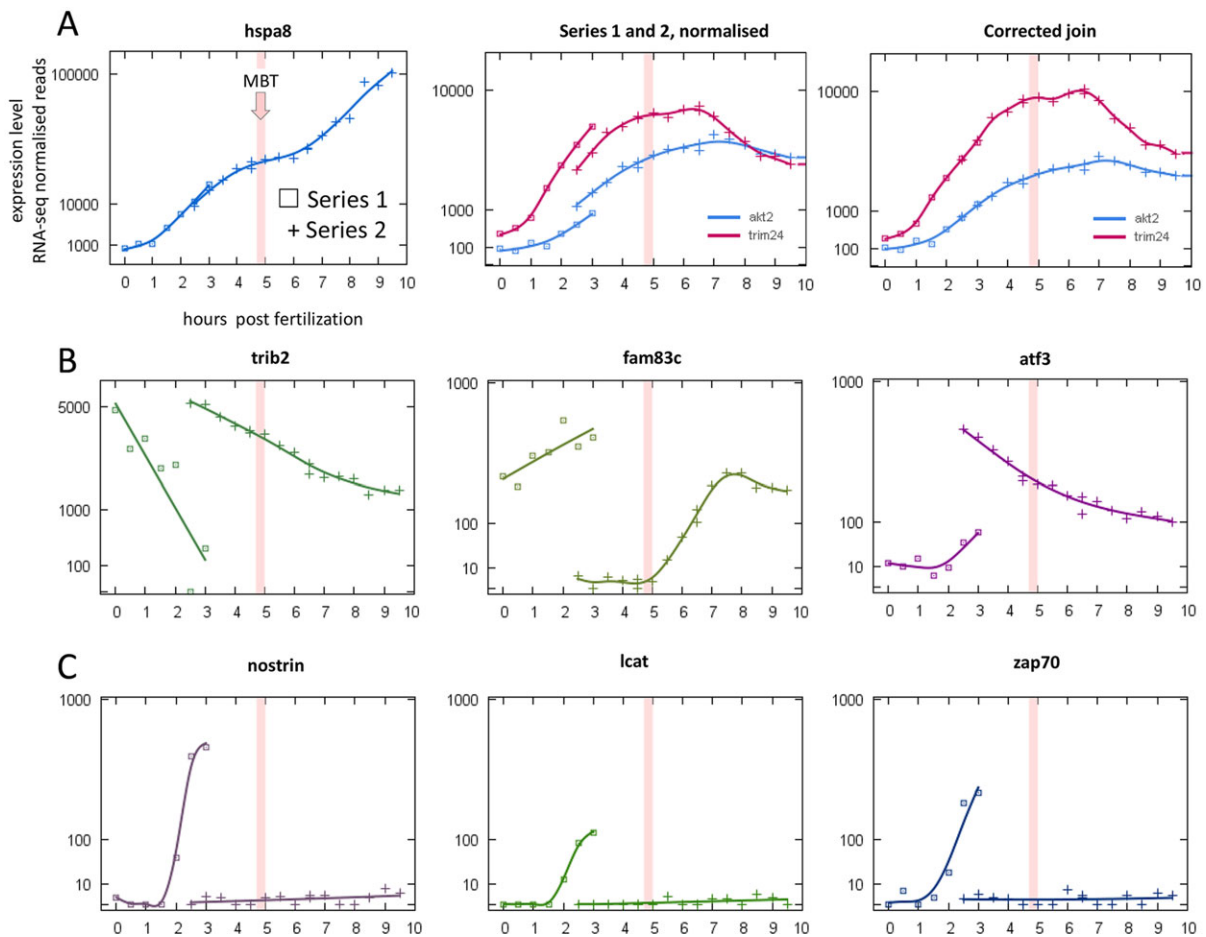 A
hspa8
Series 1 and 2, normalised
Corrected join
expression level
RNA-seq normalised reads
100000
10000
1000
MBT
Series 1
+ Series 2
0 1 2 3 4 5 6 7 8 9 10
10000
1000
100
akt2
trim24
0 1 2 3 4 5 6 7 8 9 10
10000
1000
100
akt2
trim24
0 1 2 3 4 5 6 7 8 9 10
hours post fertilization
B
trib2
fam83c
atf3
5000
1000
100
0 1 2 3 4 5 6 7 8 9 10
1000
100
10
0 1 2 3 4 5 6 7 8 9 10
1000
100
10
0 1 2 3 4 5 6 7 8 9 10
C
nostrin
lcat
zap70
1000
100
10
0 1 2 3 4 5 6 7 8 9 10
1000
100
10
0 1 2 3 4 5 6 7 8 9 10
1000
100
10
0 1 2 3 4 5 6 7 8 9 10